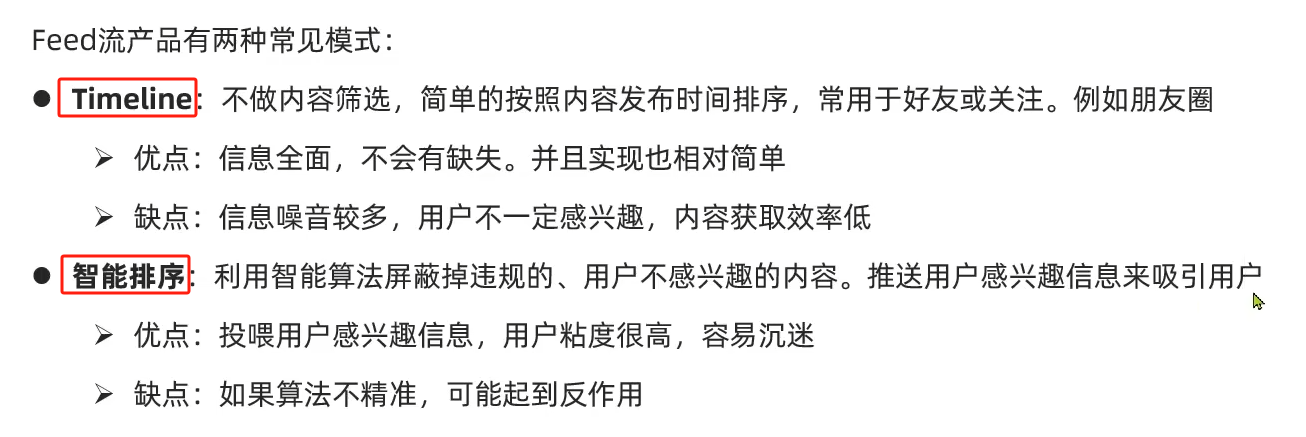 Feed流产品有两种常见模式：
● Timeline：不做内容筛选，简单的按照内容发布时间排序，常用于好友或关注。例如朋友圈
➢ 优点：信息全面，不会有缺失。并且实现也相对简单
➢ 缺点：信息噪音较多，用户不一定感兴趣，内容获取效率低
● 智能排序：利用智能算法屏蔽掉违规的、用户不感兴趣的内容。推送用户感兴趣信息来吸引用户
➢ 优点：投喂用户感兴趣信息，用户粘度很高，容易沉迷
➢ 缺点：如果算法不精准，可能起到反作用